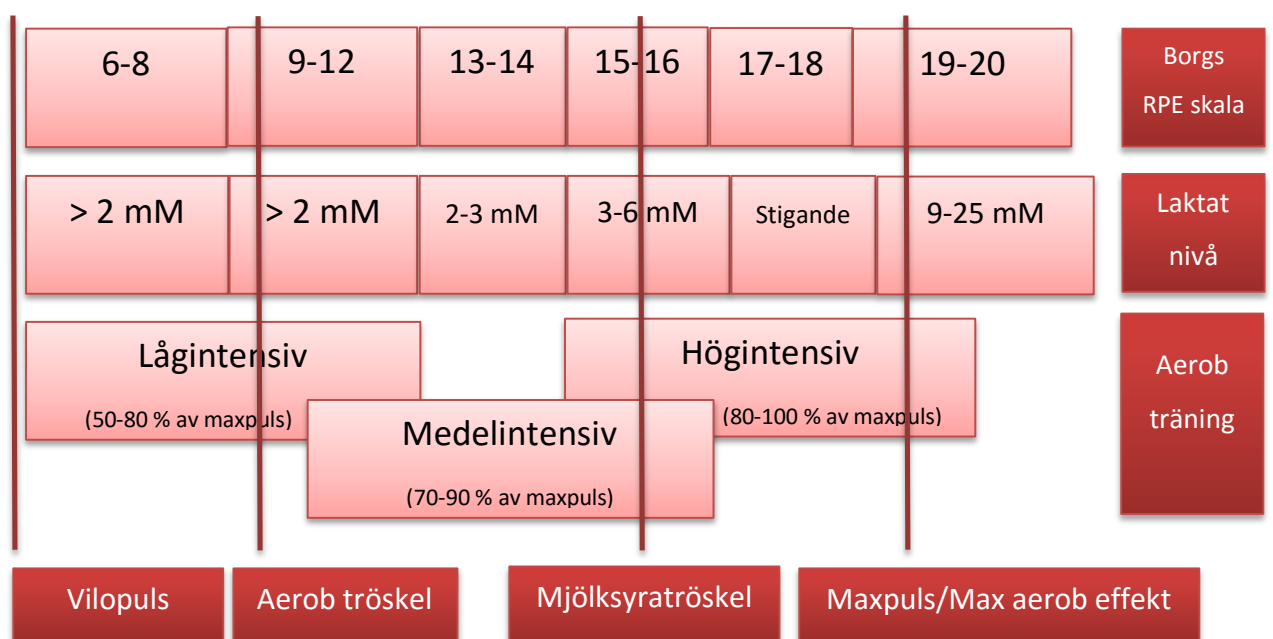 6-8 9-12 13-14 15-16 17-18 19-20
Borgs
RPE skala
> 2 mM > 2 mM 2-3 mM 3-6 mM Stigande 9-25 mM
Laktat
nivå
Lågintensiv
(50-80 % av maxpuls)
Medelintensiv
(70-90 % av maxpuls)
Högintensiv
(80-100 % av maxpuls)
Aerob
träning
Vilopuls Aerob tröskel Mjölksyratröskel Maxpuls/Max aerob effekt